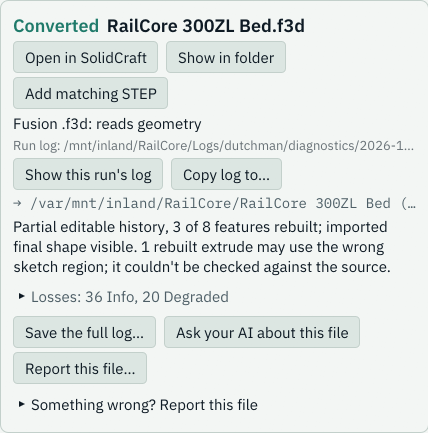 Converted RailCore 300ZL Bed.f3d
Open in SolidCraft Show in folder
Add matching STEP
Fusion .f3d: reads geometry
Run log: /mnt/inland/RailCore/Logs/dutchman/diagnostics/2026-1…
Show this run's log Copy log to…
→ /var/mnt/inland/RailCore/RailCore 300ZL Bed (…
Partial editable history, 3 of 8 features rebuilt; imported
final shape visible. 1 rebuilt extrude may use the wrong
sketch region; it couldn't be checked against the source.
▸ Losses: 36 Info, 20 Degraded
Save the full log… Ask your AI about this file
Report this file…
▸ Something wrong? Report this file